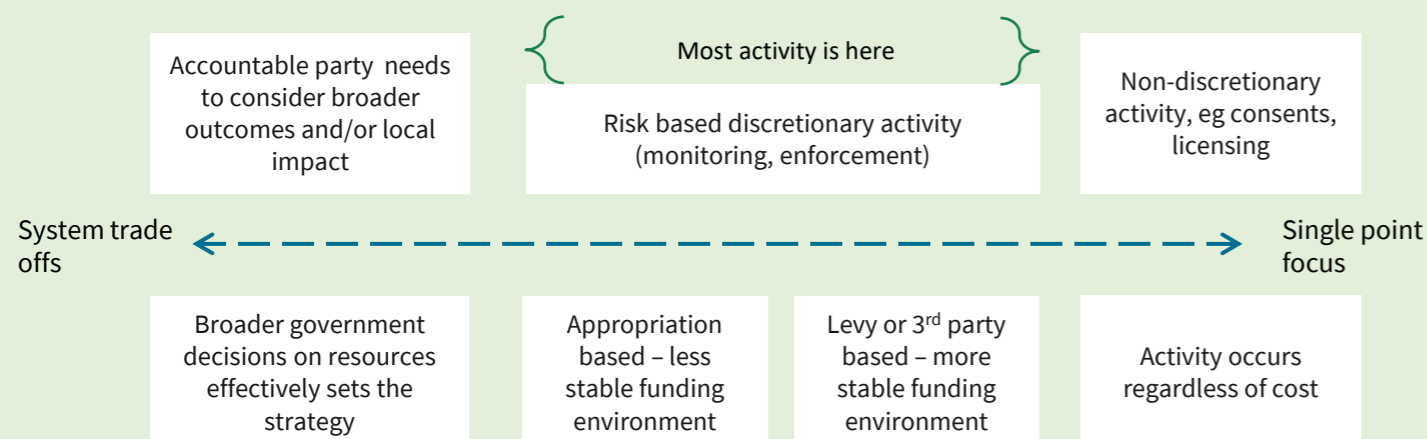 Accountable party needs
to consider broader
outcomes and/or local
impact
Most activity is here
Risk based discretionary activity
(monitoring, enforcement)
Non-discretionary
activity, eg consents,
licensing
System trade
offs
Single point
focus
Broader government
decisions on resources
effectively sets the
strategy
Appropriation
based – less
stable funding
environment
Levy or 3rd party
based – more
stable funding
environment
Activity occurs
regardless of cost